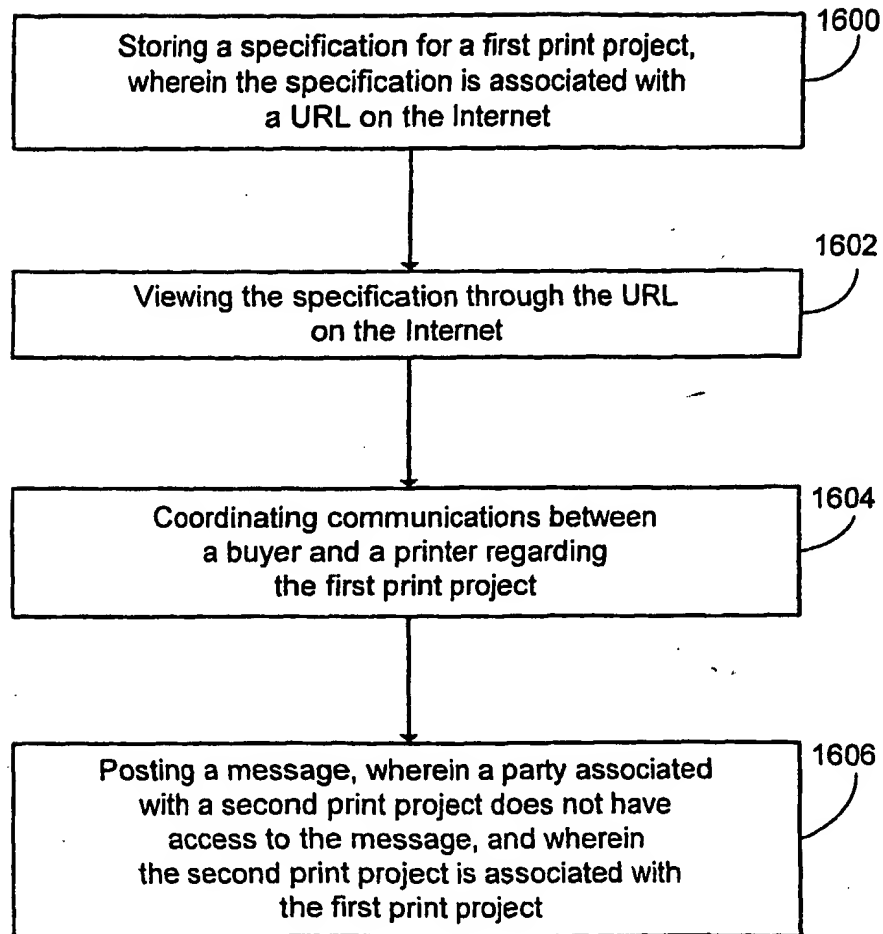 1600
Storing a specification for a first print project,
wherein the specification is associated with
a URL on the Internet
1602
Viewing the specification through the URL
on the Internet
1604
Coordinating communications between
a buyer and a printer regarding
the first print project
1606
Posting a message, wherein a party associated
with a second print project does not have
access to the message, and wherein
the second print project is associated with
the first print project